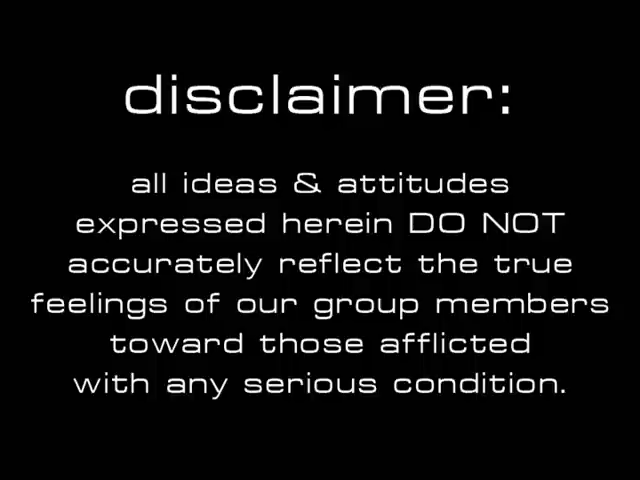 disclaimer:
all ideas & attitudes
expressed herein DO NOT
accurately reflect the true
feelings of our group members
toward those afflicted
with any serious condition.